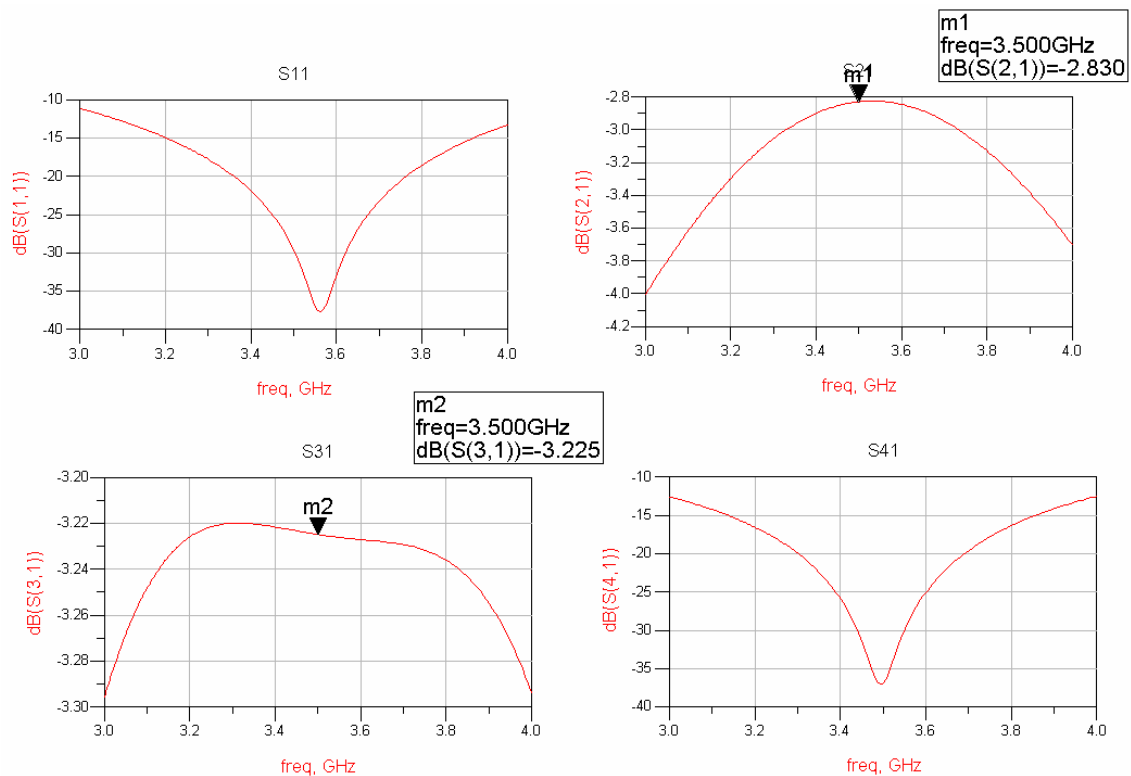 m1
freq=3.500GHz
dB(S(2,1))=-2.830
S11
-10
-15
-20
-25
-30
-35
-40
dB(S(1,1))
3.0
3.2
3.4
3.6
3.8
4.0
freq, GHz
m1
-2.8
-3.0
-3.2
-3.4
-3.6
-3.8
-4.0
-4.2
dB(S(2,1))
3.0
3.2
3.4
3.6
3.8
4.0
freq, GHz
m2
freq=3.500GHz
dB(S(3,1))=-3.225
S31
m2
-3.20
-3.22
-3.24
-3.26
-3.28
-3.30
dB(S(3,1))
3.0
3.2
3.4
3.6
3.8
4.0
freq, GHz
S41
-10
-15
-20
-25
-30
-35
-40
dB(S(4,1))
3.0
3.2
3.4
3.6
3.8
4.0
freq, GHz